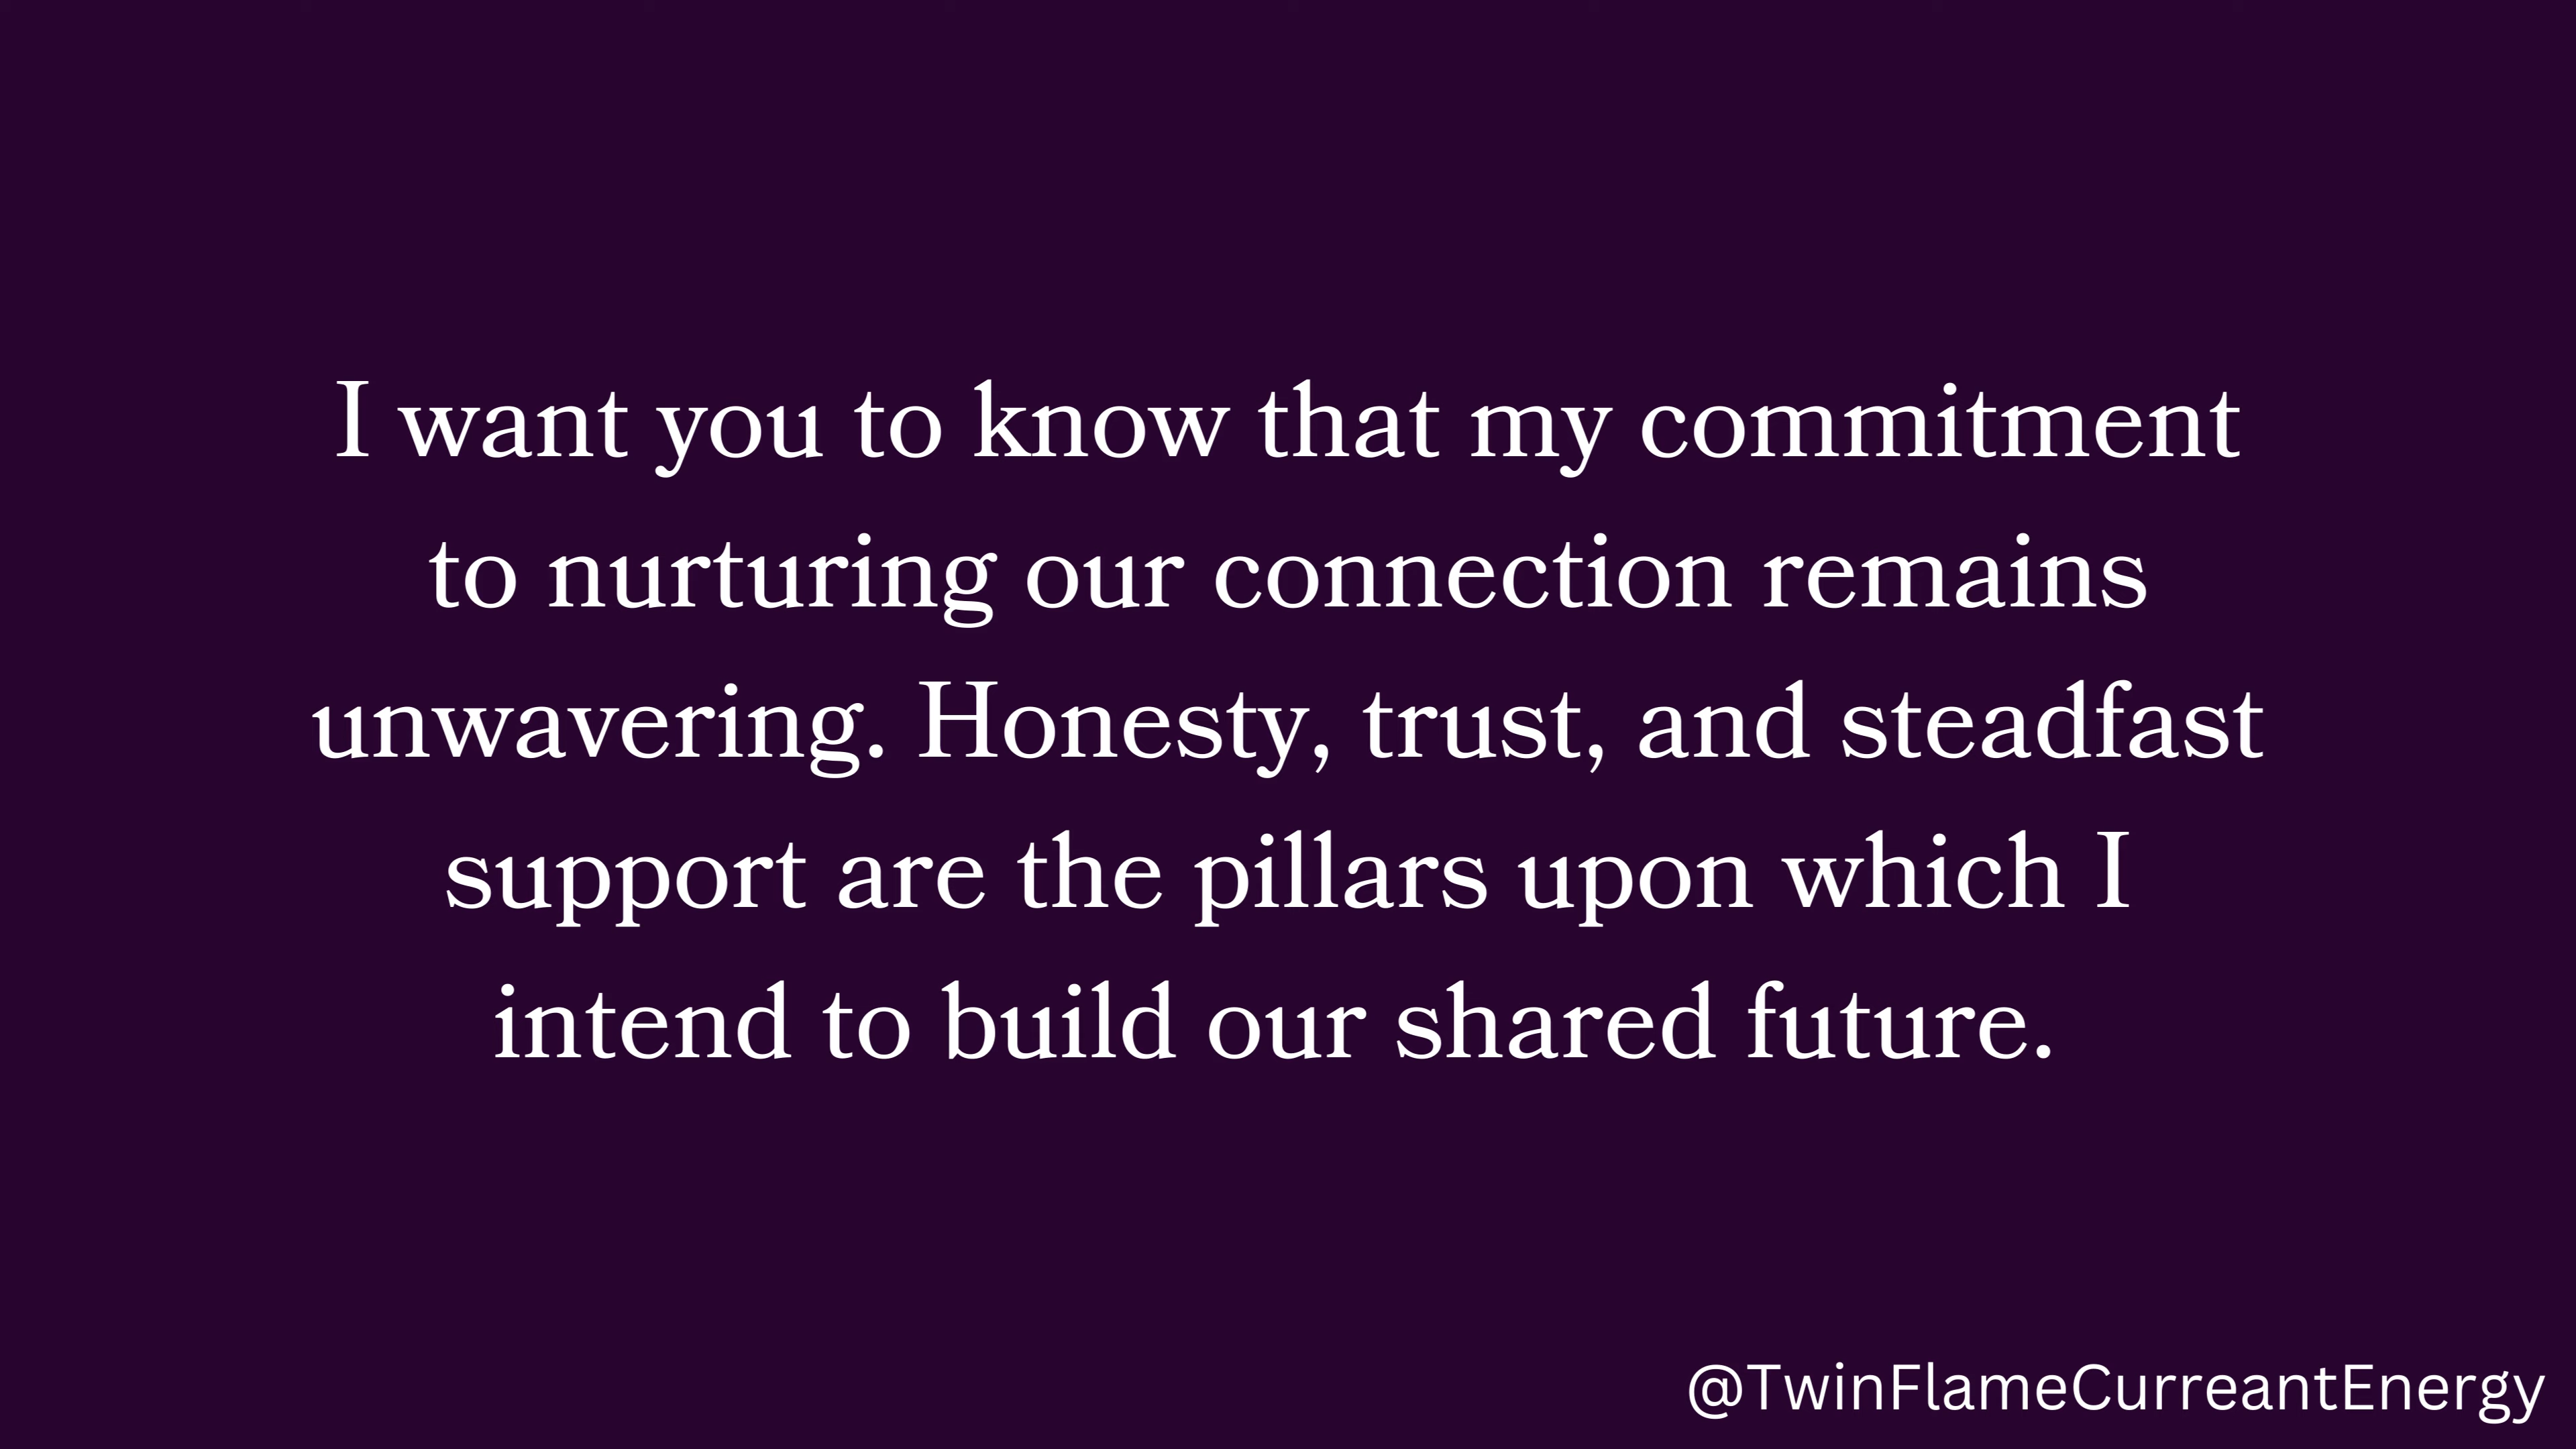 I want you to know that my commitment
to nurturing our connection remains
unwavering. Honesty, trust, and steadfast
support are the pillars upon which I
intend to build our shared future.
@TwinFlameCurreantEnergy